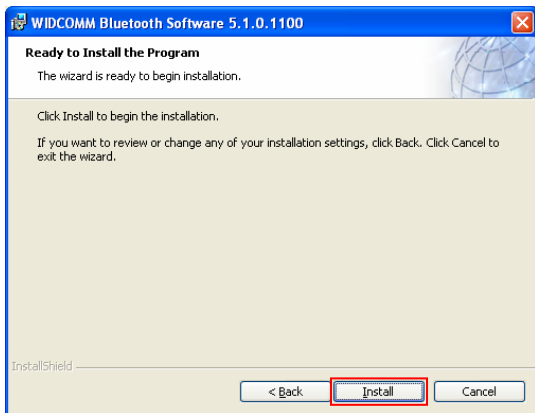 WIDCOMM Bluetooth Software 5.1.0.1100
Ready to Install the Program
The wizard is ready to begin installation.
Click Install to begin the installation.
If you want to review or change any of your installation settings, click Back. Click Cancel to
exit the wizard.
InstallShield
< Back Install Cancel